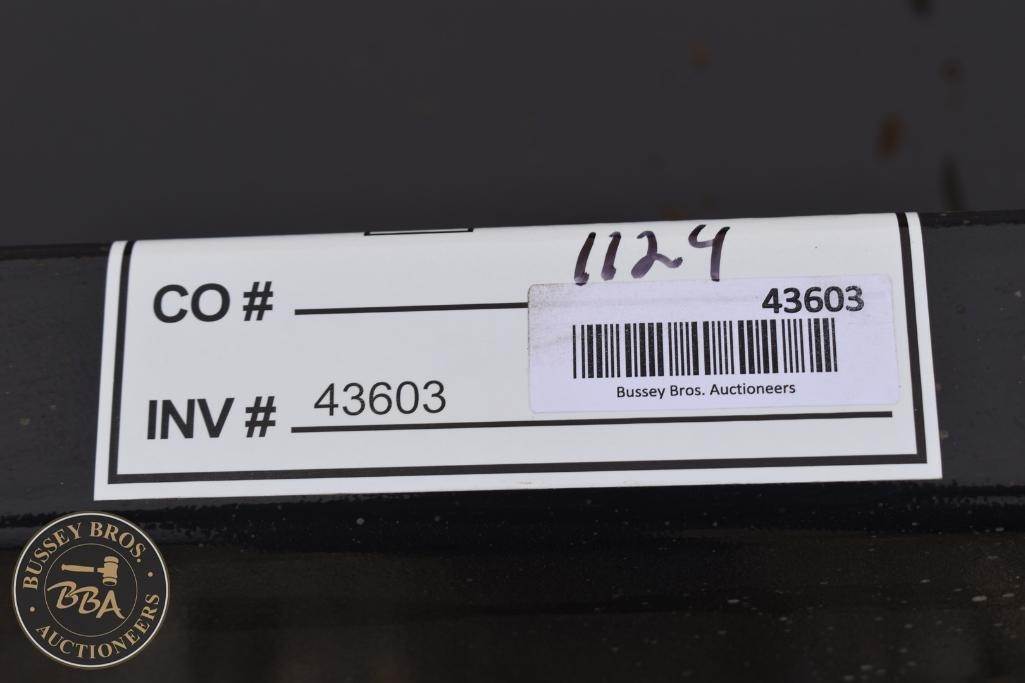 1124
CO #
43603
Bussey Bros. Auctioneers
INV # 43603
BUSSEY BROS.
BBA
AUCTIONEERS